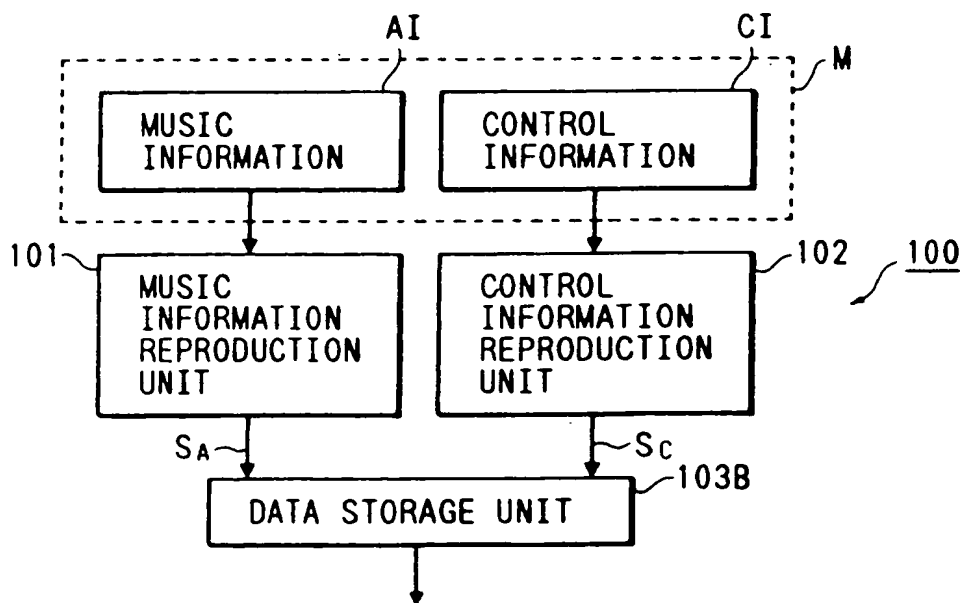 AI
CI
M
MUSIC
INFORMATION
CONTROL
INFORMATION
101
102
100
MUSIC
INFORMATION
REPRODUCTION
UNIT
CONTROL
INFORMATION
REPRODUCTION
UNIT
SA
SC
103B
DATA STORAGE UNIT